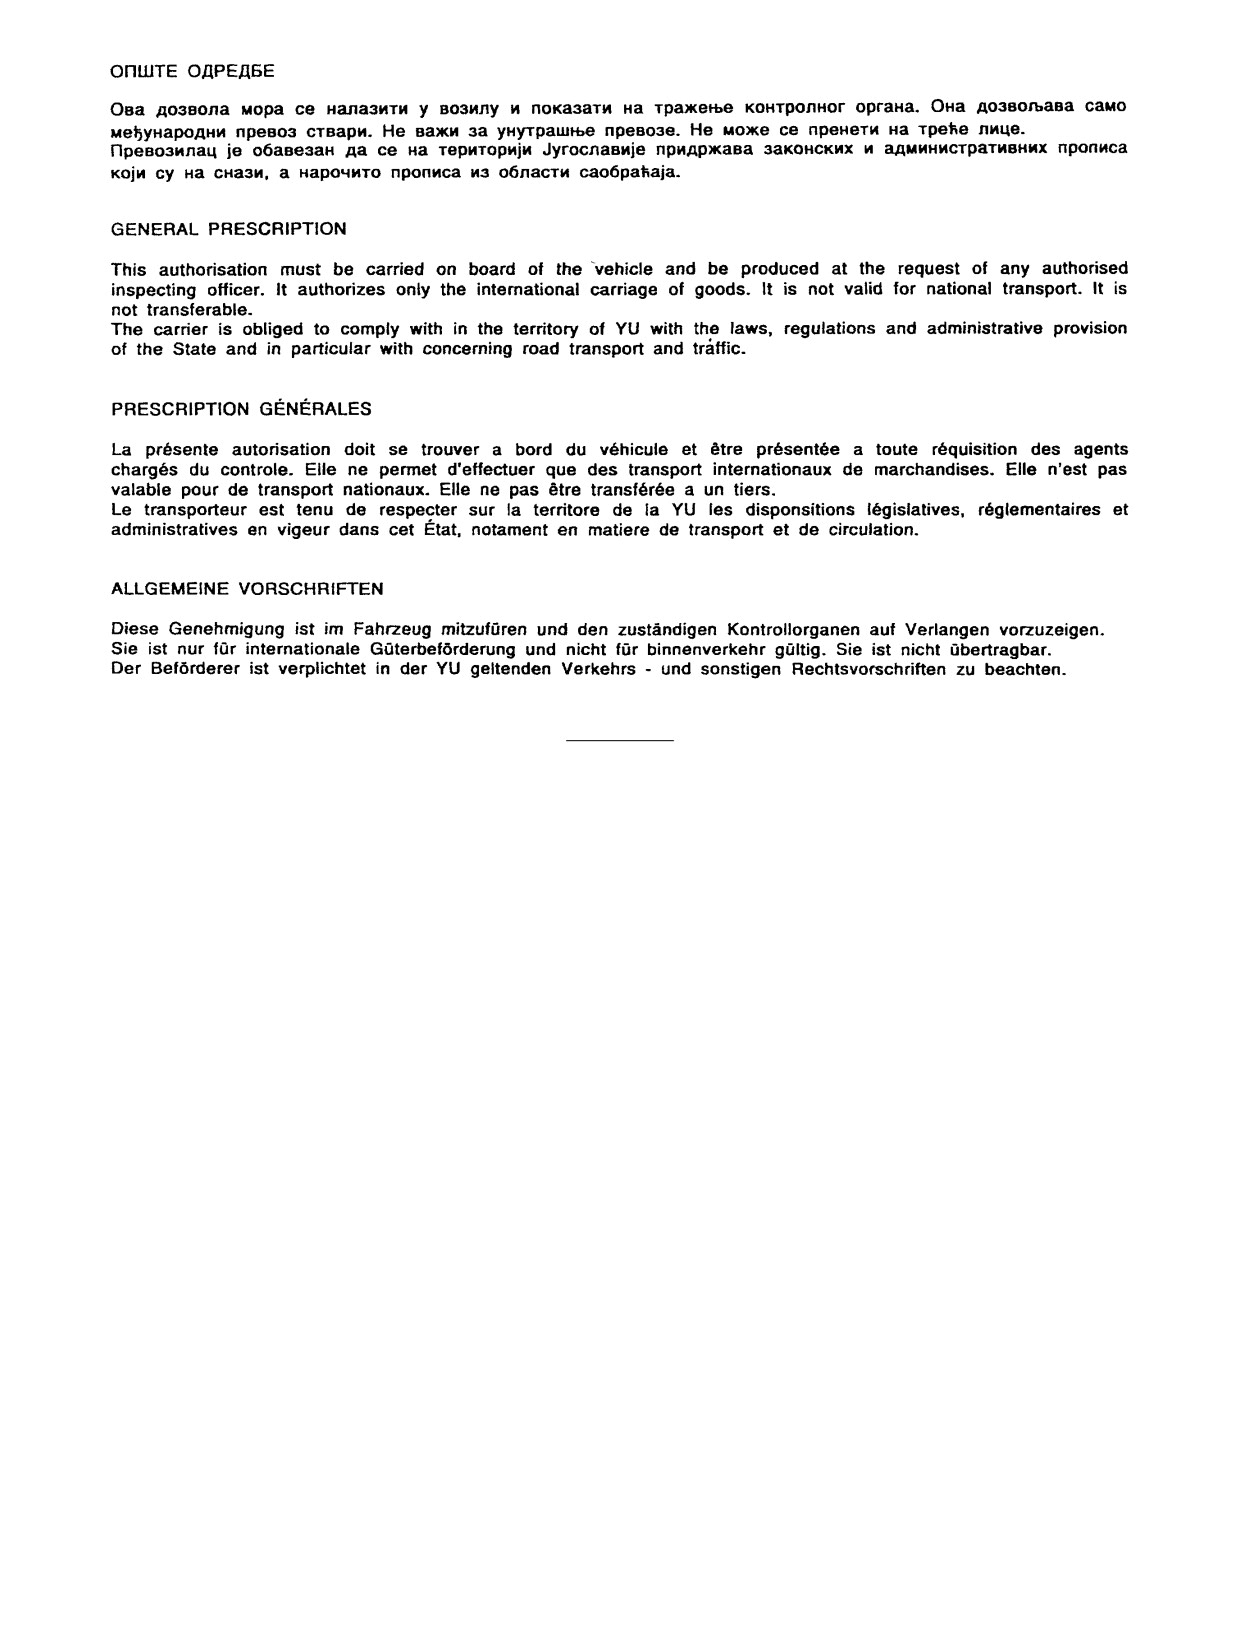 ОПШТЕ ОДРЕДБЕ
Ова дозвола мора се налазити у возилу и показати на тражење контролног органа. Она дозвољава само
међународни превоз ствари. Не важи за унутрашње превозе. Не може се пренети на треће лице.
Превозилац је обавезан да се на територији Југославије придржава законских и административних прописа
који су на снази, а нарочито прописа из области саобраћаја.
GENERAL PRESCRIPTION
This authorisation must be carried on board of the vehicle and be produced at the request of any authorised
inspecting officer. It authorizes only the international carriage of goods. It is not valid for national transport. It is
not transferable.
The carrier is obliged to comply with in the territory of YU with the laws, regulations and administrative provision
of the State and in particular with concerning road transport and traffic.
PRESCRIPTION GÉNÉRALES
La présente autorisation doit se trouver a bord du véhicule et être présentée a toute réquisition des agents
chargés du controle. Elle ne permet d'effectuer que des transport internationaux de marchandises. Elle n'est pas
valable pour de transport nationaux. Elle ne pas être transférée a un tiers.
Le transporteur est tenu de respecter sur la territore de la YU les disponsitions législatives, réglementaires et
administratives en vigeur dans cet État, notament en matiere de transport et de circulation.
ALLGEMEINE VORSCHRIFTEN
Diese Genehmigung ist im Fahrzeug mitzufüren und den zuständigen Kontrollorganen auf Verlangen vorzuzeigen.
Sie ist nur für internationale Güterbeförderung und nicht für binnenverkehr gültig. Sie ist nicht übertragbar.
Der Beförderer ist verplichtet in der YU geltenden Verkehrs - und sonstigen Rechtsvorschriften zu beachten.